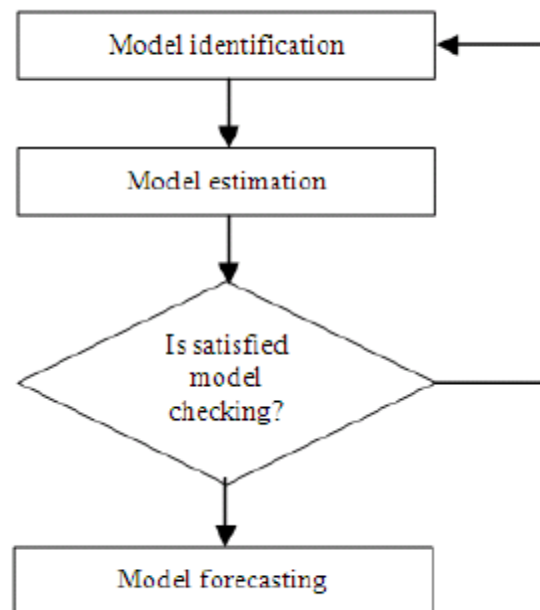 Model identification
Model estimation
Is satisfied
model
checking?
Model forecasting